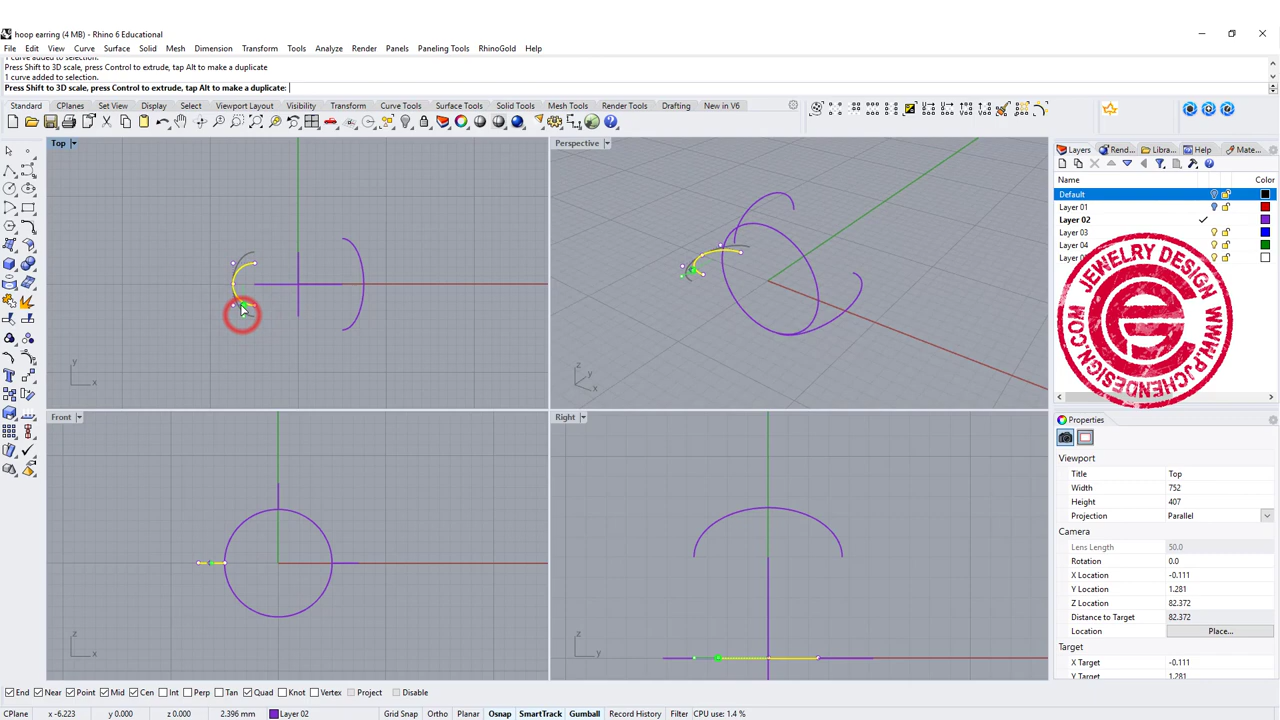 hoop earring (4 MB) - Rhino 6 Educational
File Edit View Curve Surface Solid Mesh Dimension Transform Tools Analyze Render Panels Paneling Tools RhinoGold Help
1 curve added to selection.
Press Shift to 3D scale, press Control to extrude, tap Alt to make a duplicate
1 curve added to selection.
Press Shift to 3D scale, press Control to extrude, tap Alt to make a duplicate:
Standard CPlanes Set View Display Select Viewport Layout Visibility Transform Curve Tools Surface Tools Solid Tools Mesh Tools Render Tools Drafting New in V6
Top
Perspective
Layers Rend... Libra... Help Mate...
Name Color
Default
Layer 01
Layer 02
Layer 03
Layer 04
JEWELRY DESIGN WWW.PJCHENDESIGN.COM
y
x
z
y
x
Front
Right
z
x
z
y
Properties
Viewport
Title Top
Width 752
Height 407
Projection Parallel
Camera
Lens Length 50.0
Rotation 0.0
X Location -0.111
Y Location 1.281
Z Location 82.372
Distance to Target 82.372
Location Place...
Target
X Target -0.111
Y Target 1.281
End Near Point Mid Cen Int Perp Tan Quad Knot Vertex Project Disable
CPlane x -6.223 y 0.000 z 0.000 2.396 mm Layer 02 Grid Snap Ortho Planar Osnap SmartTrack Gumball Record History Filter CPU use: 1.4 %